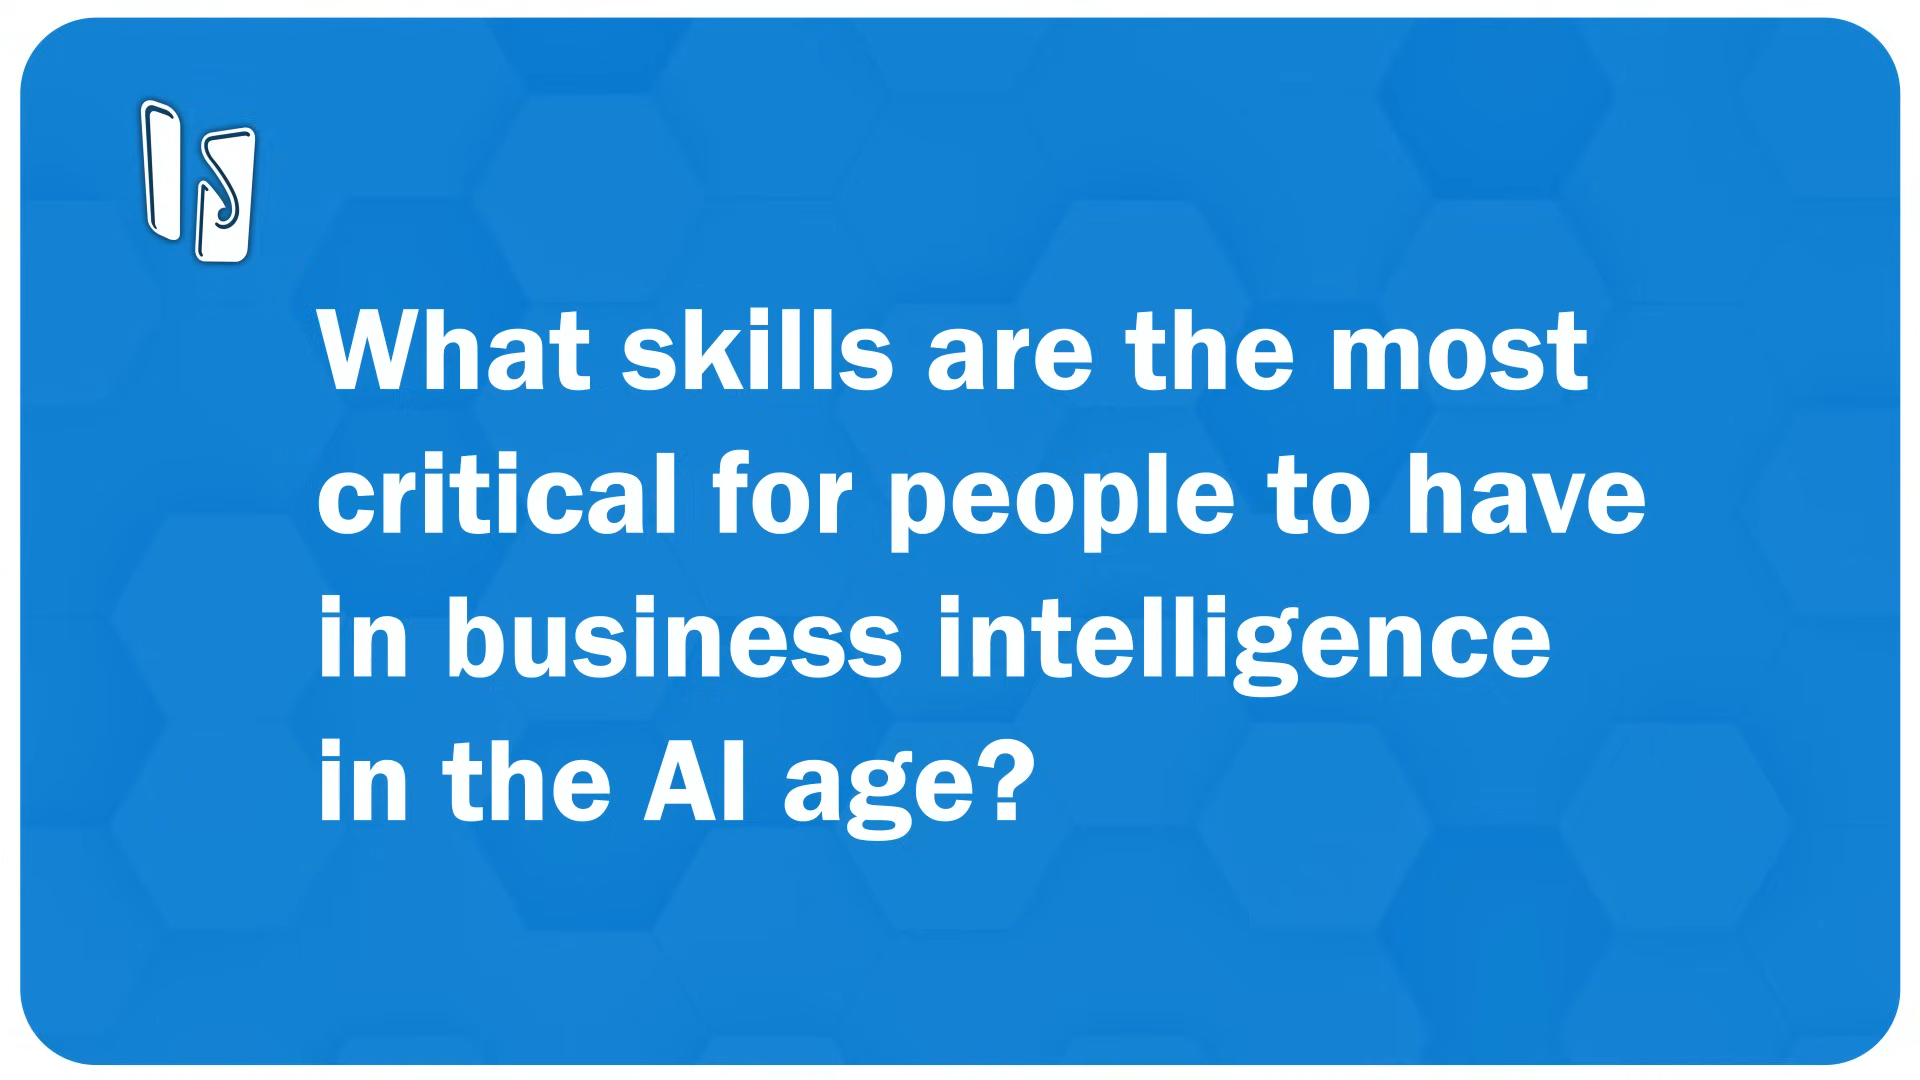 What skills are the most
critical for people to have
in business intelligence
in the AI age?